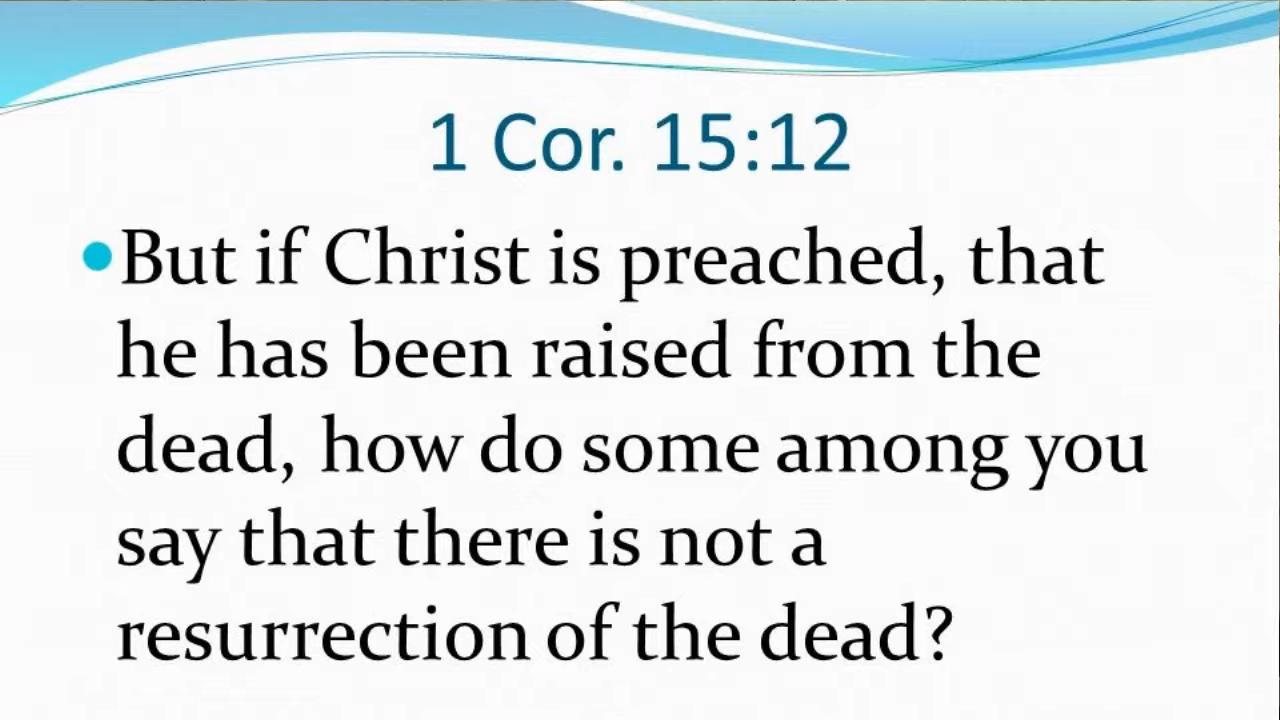 1 Cor. 15:12
•But if Christ is preached, that
he has been raised from the
dead, how do some among you
say that there is not a
resurrection of the dead?